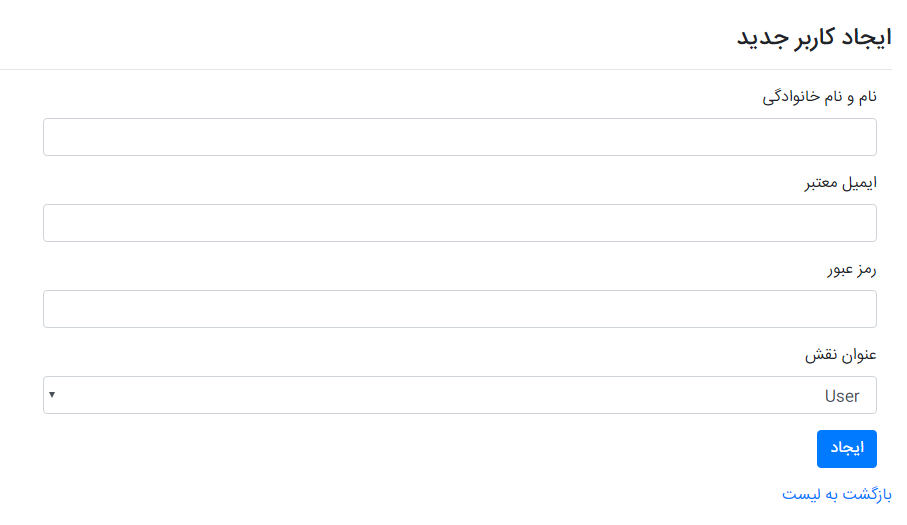 ایجاد کاربر جدید
نام و نام خانوادگی
ایمیل معتبر
رمز عبور
عنوان نقش
User
ایجاد
بازگشت به لیست